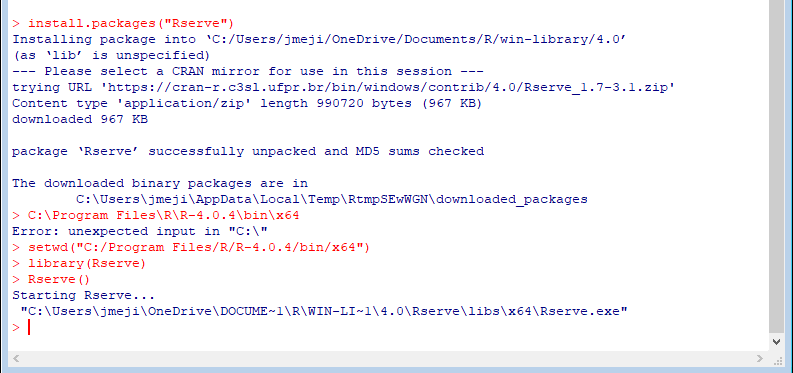 > install.packages("Rserve")
Installing package into ‘C:/Users/jmeji/OneDrive/Documents/R/win-library/4.0’
(as ‘lib’ is unspecified)
--- Please select a CRAN mirror for use in this session ---
trying URL 'https://cran-r.c3sl.ufpr.br/bin/windows/contrib/4.0/Rserve_1.7-3.1.zip'
Content type 'application/zip' length 990720 bytes (967 KB)
downloaded 967 KB
package ‘Rserve’ successfully unpacked and MD5 sums checked
The downloaded binary packages are in
C:\Users\jmeji\AppData\Local\Temp\RtmpSEwWGN\downloaded_packages
> C:\Program Files\R\R-4.0.4\bin\x64
Error: unexpected input in "C:\"
> setwd("C:/Program Files/R/R-4.0.4/bin/x64")
> library(Rserve)
> Rserve()
Starting Rserve...
"C:\Users\jmeji\OneDrive\DOCUME~1\R\WIN-LI~1\4.0\Rserve\libs\x64\Rserve.exe"
>